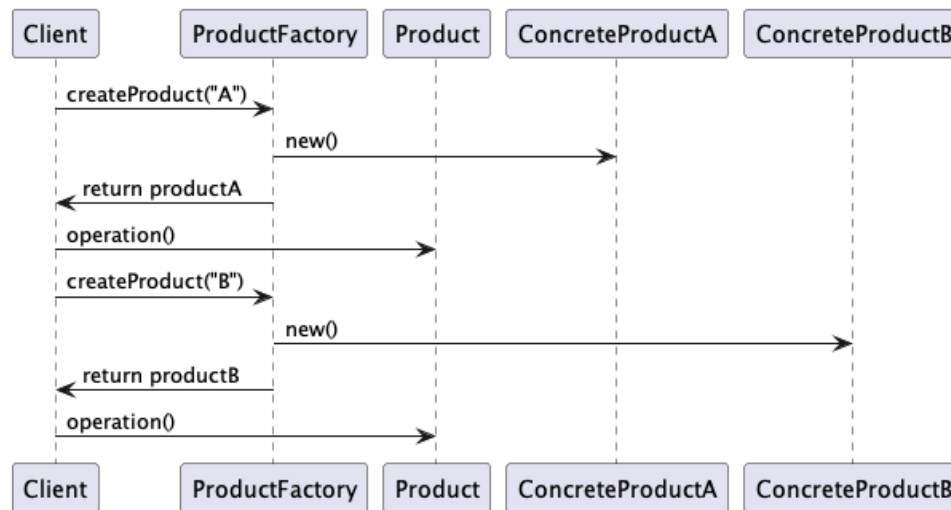 Client ProductFactory Product ConcreteProductA ConcreteProductB
createProduct("A")
new()
return productA
operation()
createProduct("B")
new()
return productB
operation()
Client ProductFactory Product ConcreteProductA ConcreteProductB